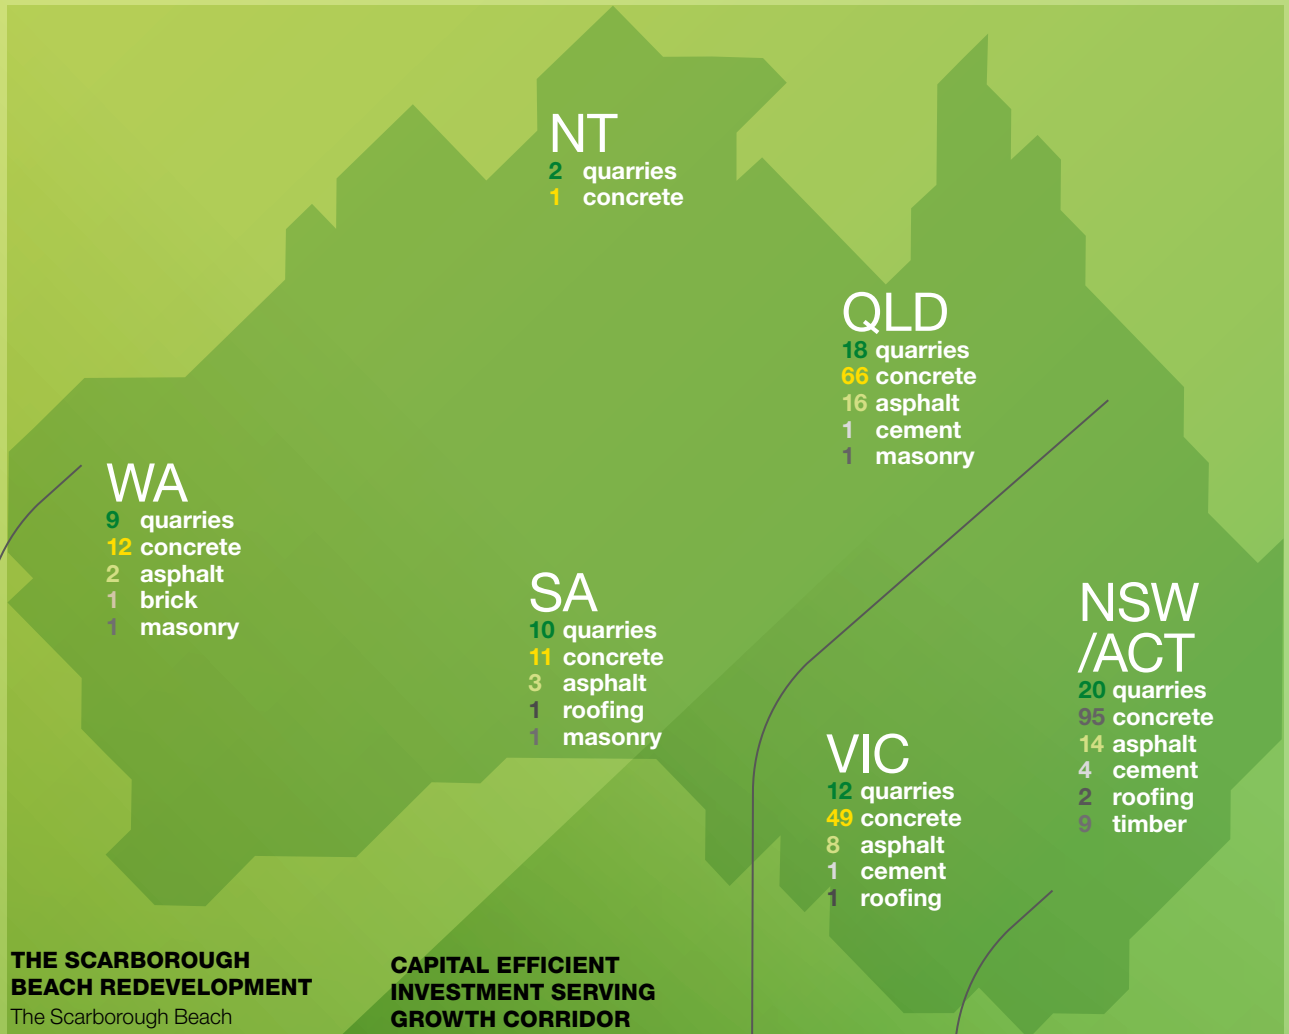 NT
2 quarries
1 concrete
QLD
18 quarries
66 concrete
16 asphalt
1 cement
1 masonry
WA
9 quarries
12 concrete
2 asphalt
1 brick
1 masonry
SA
10 quarries
11 concrete
3 asphalt
1 roofing
1 masonry
NSW
/ACT
20 quarries
95 concrete
14 asphalt
4 cement
2 roofing
9 timber
VIC
12 quarries
49 concrete
8 asphalt
1 cement
1 roofing
THE SCARBOROUGH
BEACH REDEVELOPMENT
The Scarborough Beach
CAPITAL EFFICIENT
INVESTMENT SERVING
GROWTH CORRIDOR